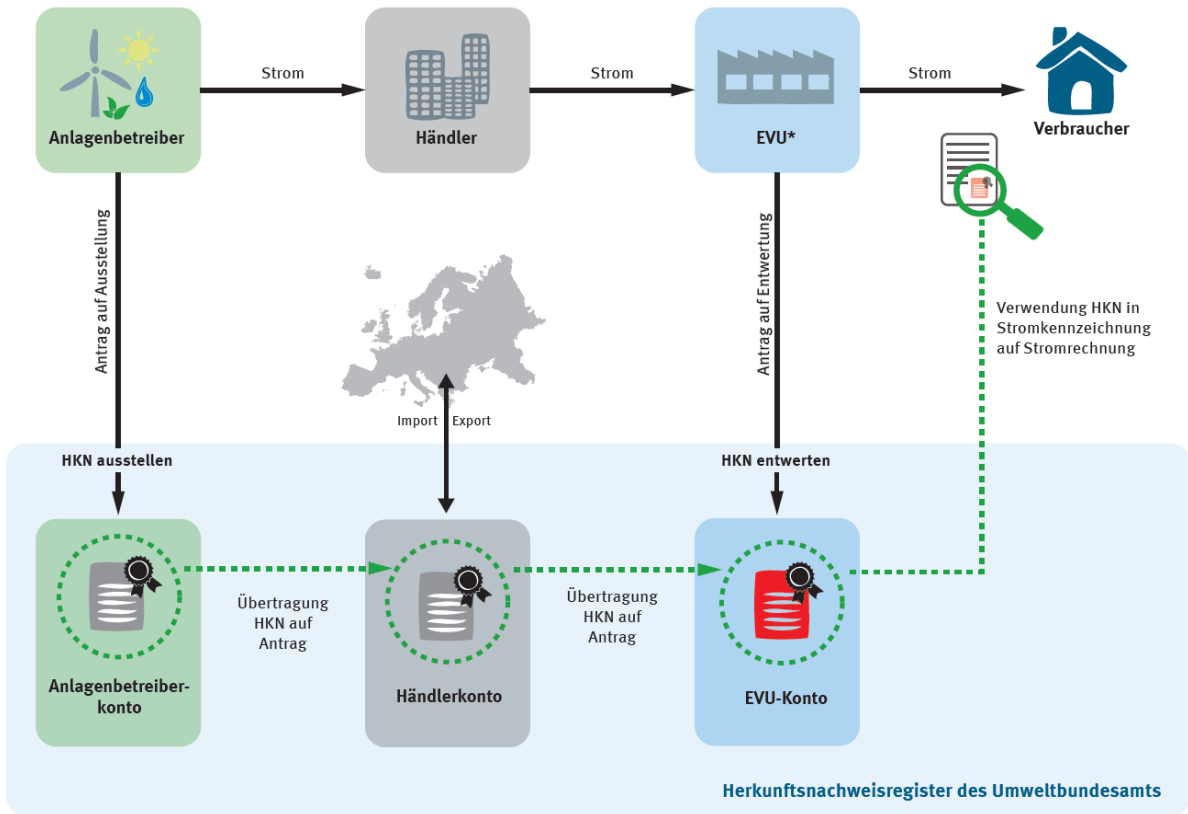 Strom
Strom
Strom
Anlagenbetreiber
Händler
EVU*
Verbraucher
Antrag auf Ausstellung
Antrag auf Entwertung
Verwendung HKN in
Stromkennzeichnung
auf Stromrechnung
Import
Export
HKN ausstellen
HKN entwerten
Übertragung
HKN auf
Antrag
Übertragung
HKN auf
Antrag
Anlagenbetreiber-
konto
Händlerkonto
EVU-Konto
Herkunftsnachweisregister des Umweltbundesamts